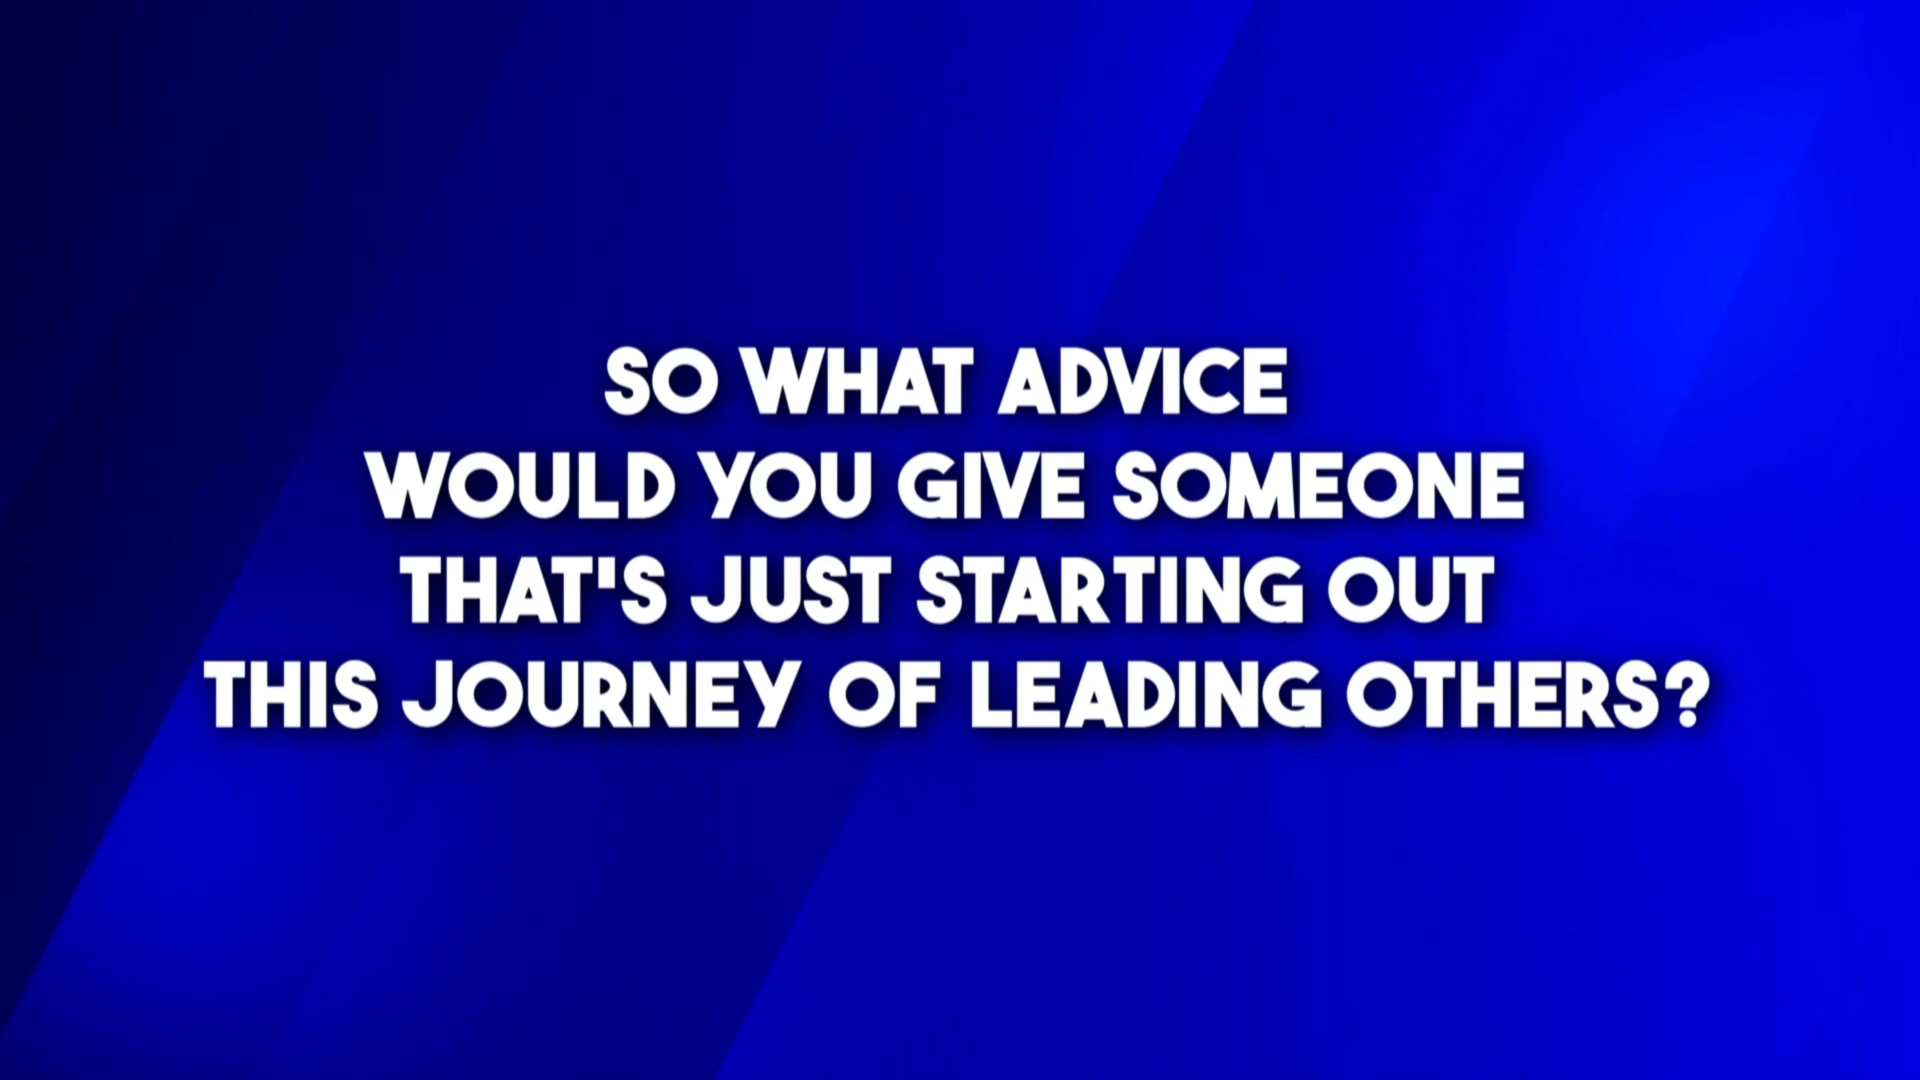 SO WHAT ADVICE
WOULD YOU GIVE SOMEONE
THAT'S JUST STARTING OUT
THIS JOURNEY OF LEADING OTHERS?